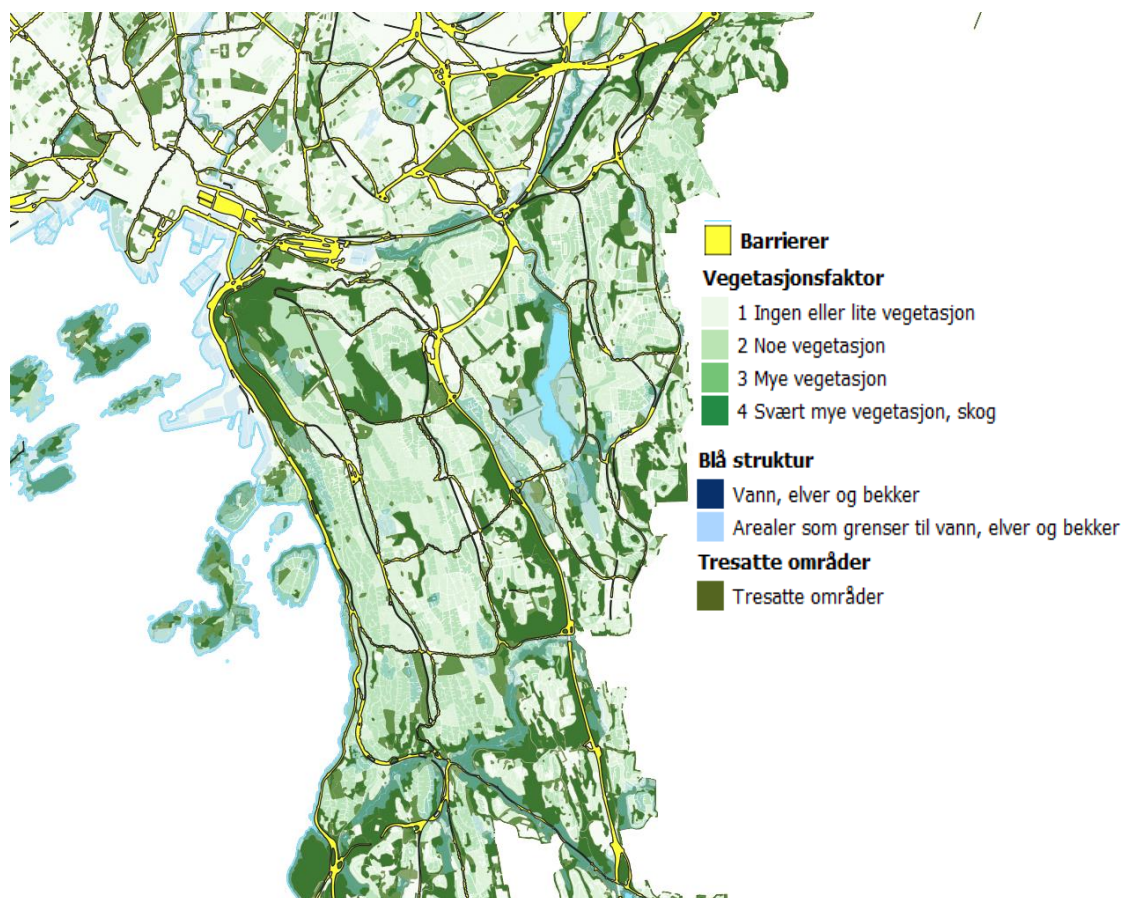 Barrierer
Vegetasjonsfaktor
1 Ingen eller lite vegetasjon
2 Noe vegetasjon
3 Mye vegetasjon
4 Svært mye vegetasjon, skog
Blå struktur
Vann, elver og bekker
Arealer som grenser til vann, elver og bekker
Tresatte områder
Tresatte områder